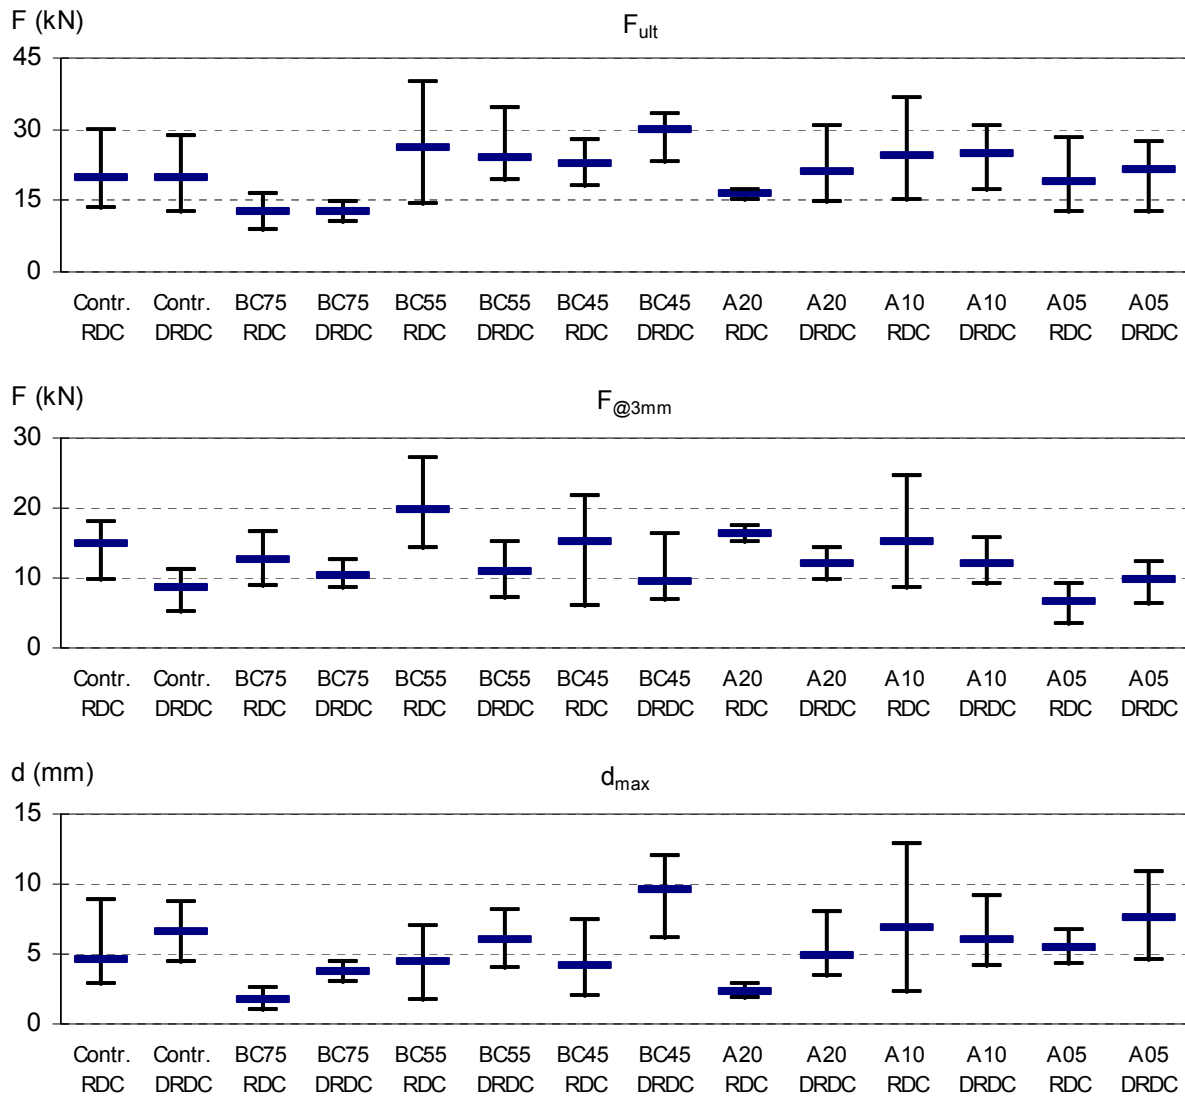 F (kN)
F_ult
45
30
15
0
Contr. Contr. BC75 BC75 BC55 BC55 BC45 BC45 A20 A20 A10 A10 A05 A05
RDC DRDC RDC DRDC RDC DRDC RDC DRDC RDC DRDC RDC DRDC RDC DRDC
F (kN)
F_@3mm
30
20
10
0
Contr. Contr. BC75 BC75 BC55 BC55 BC45 BC45 A20 A20 A10 A10 A05 A05
RDC DRDC RDC DRDC RDC DRDC RDC DRDC RDC DRDC RDC DRDC RDC DRDC
d (mm)
d_max
15
10
5
0
Contr. Contr. BC75 BC75 BC55 BC55 BC45 BC45 A20 A20 A10 A10 A05 A05
RDC DRDC RDC DRDC RDC DRDC RDC DRDC RDC DRDC RDC DRDC RDC DRDC